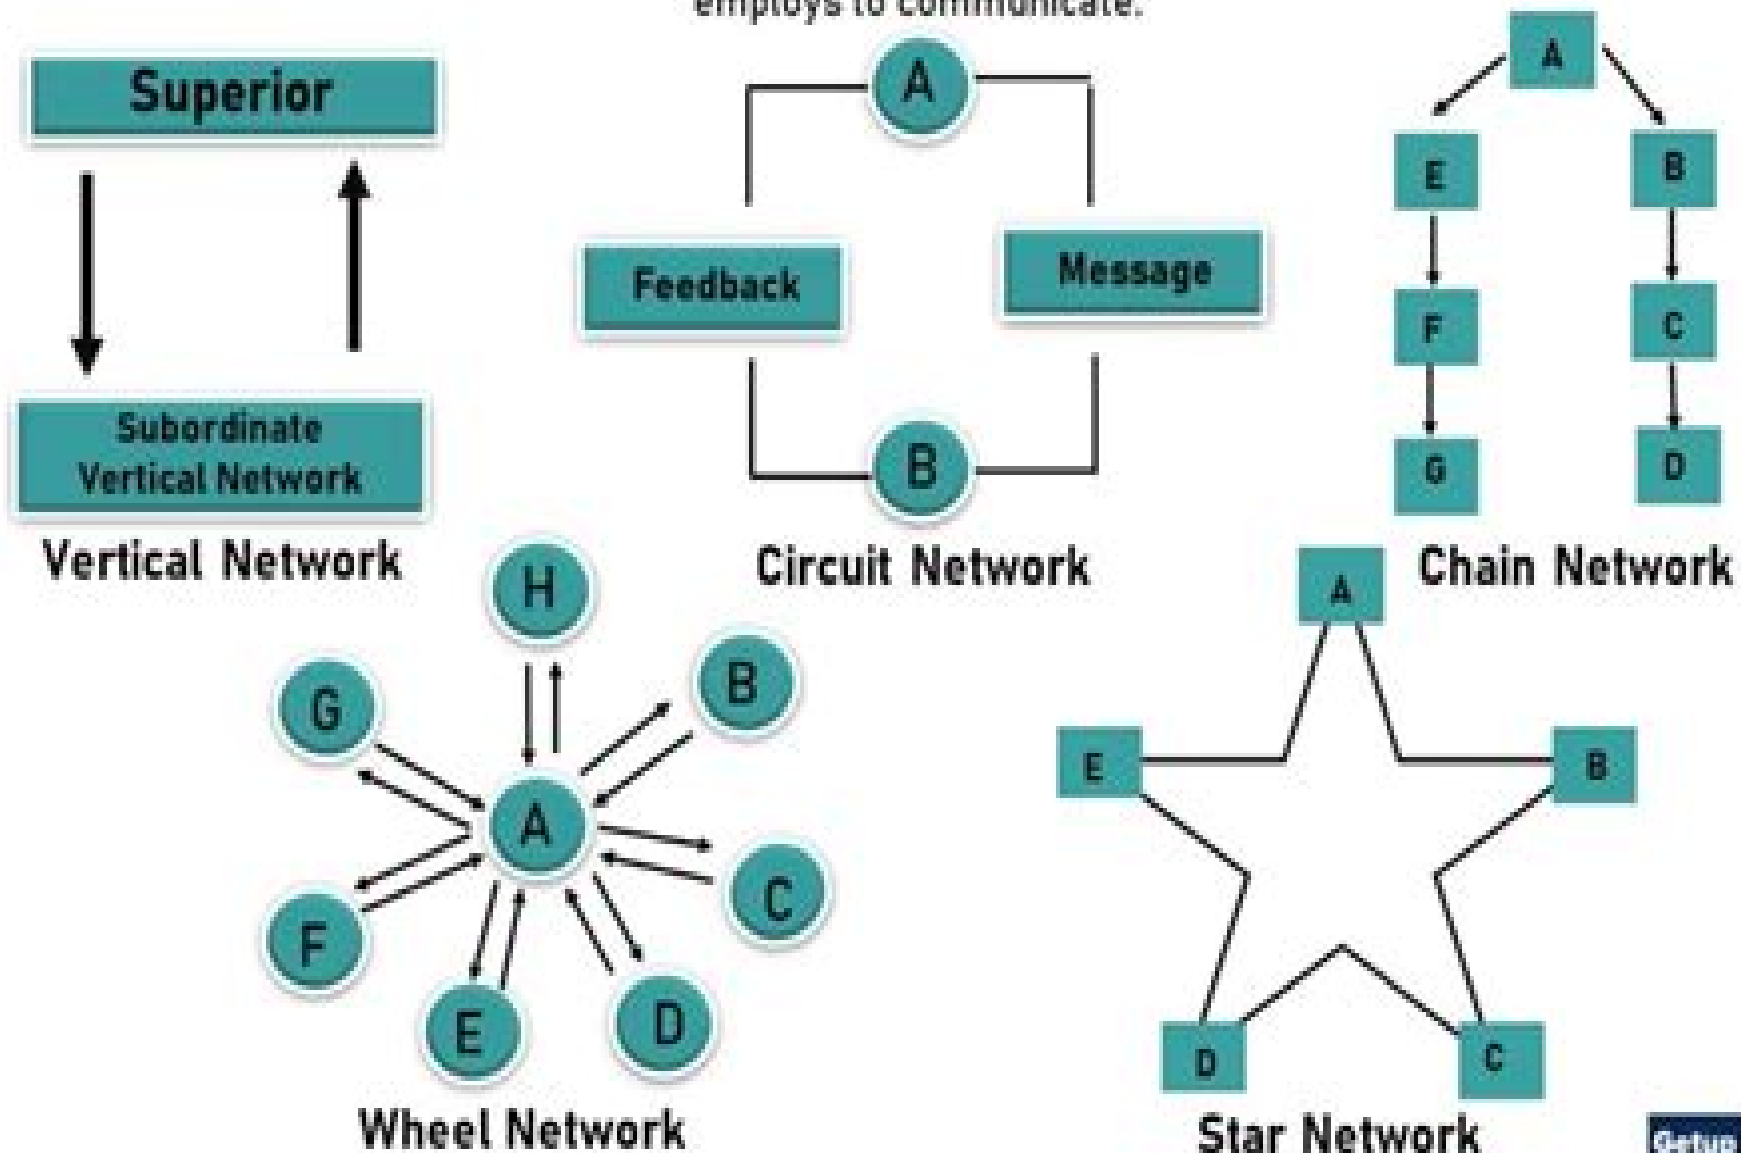 employs to communicate.
Superior
Subordinate
Vertical Network
Vertical Network
A
Feedback
Message
B
Circuit Network
A
E
B
F
C
G
D
Chain Network
H
G
B
A
C
F
E
D
Wheel Network
A
E
B
D
C
Star Network
Getup